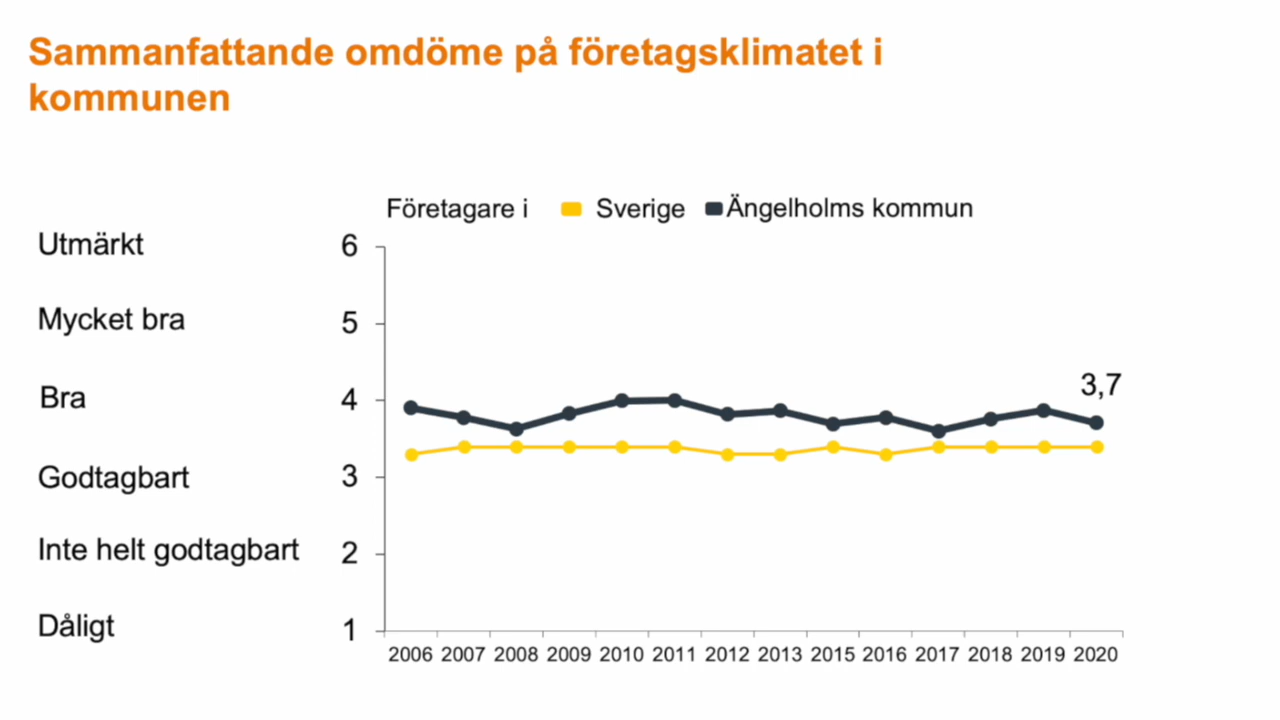 Sammanfattande omdöme på företagsklimatet i
kommunen
Företagare i Sverige Ängelholms kommun
Utmärkt 6
Mycket bra 5
Bra 4
3,7
Godtagbart 3
Inte helt godtagbart 2
Dåligt 1
2006 2007 2008 2009 2010 2011 2012 2013 2015 2016 2017 2018 2019 2020